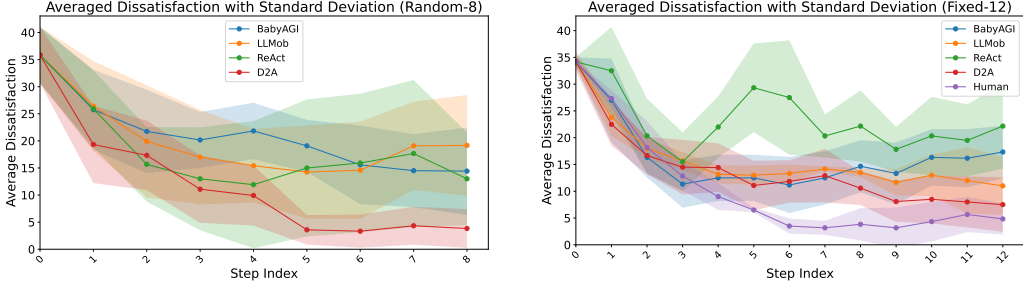 Averaged Dissatisfaction with Standard Deviation (Random-8)
Average Dissatisfaction
40
35
30
25
20
15
10
5
0
BabyAGI
LLMob
ReAct
D2A
0 1 2 3 4 5 6 7 8
Step Index
Averaged Dissatisfaction with Standard Deviation (Fixed-12)
Average Dissatisfaction
40
35
30
25
20
15
10
5
0
BabyAGI
LLMob
ReAct
D2A
Human
0 1 2 3 4 5 6 7 8 9 10 11 12
Step Index